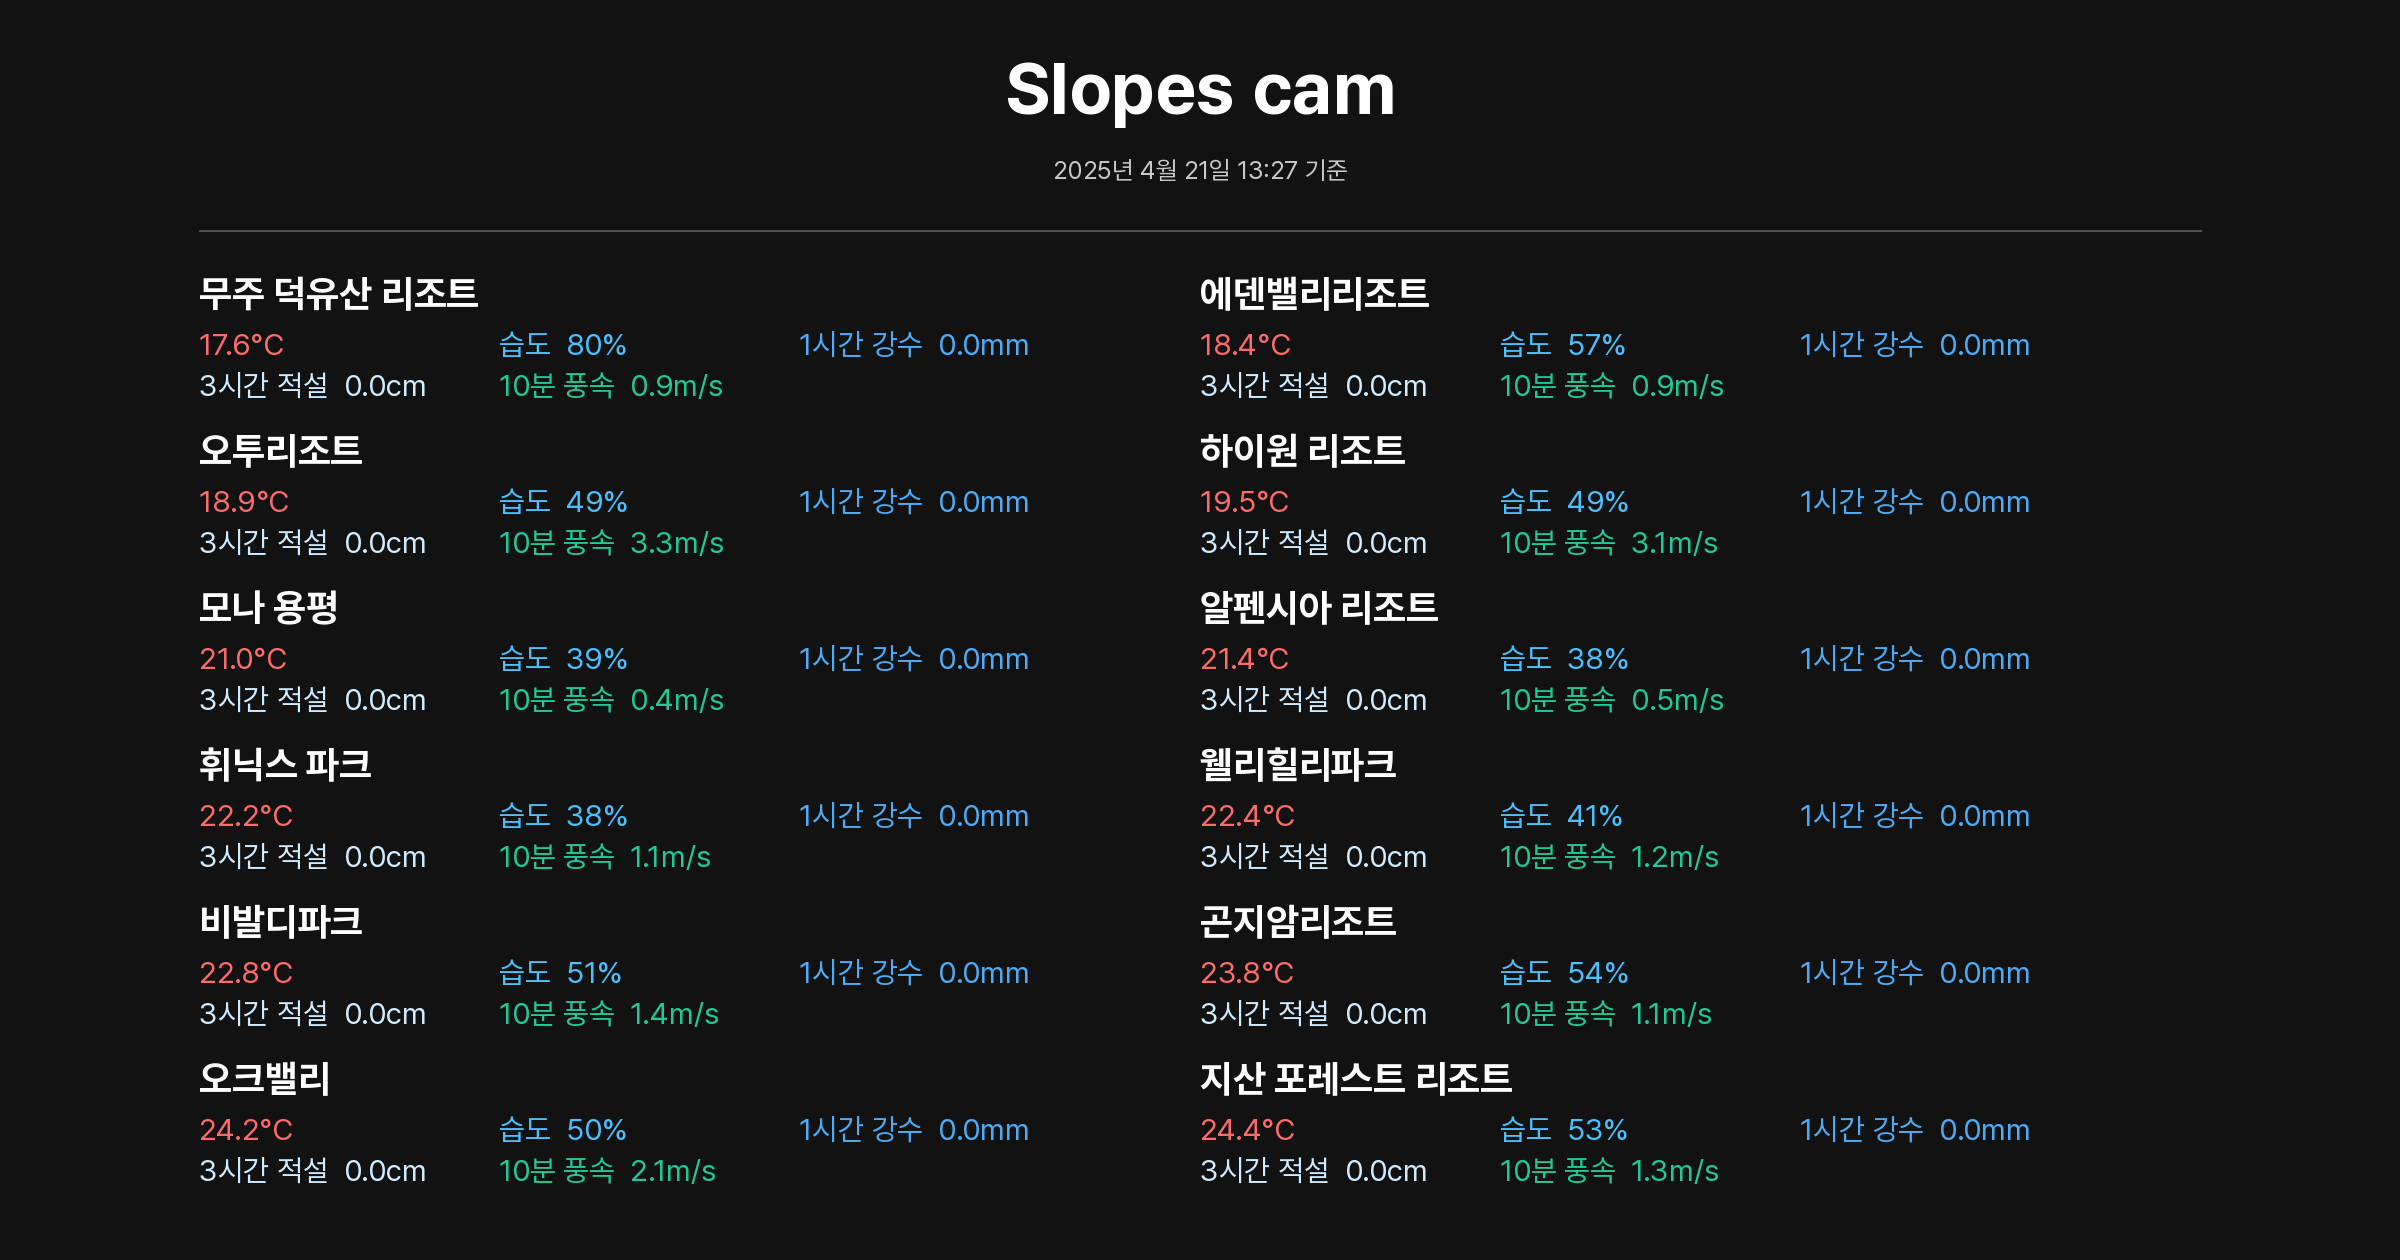 Slopes cam
2025년 4월 21일 13:27 기준
무주 덕유산 리조트
17.6°C 습도 80% 1시간 강수 0.0mm
3시간 적설 0.0cm 10분 풍속 0.9m/s
에덴밸리리조트
18.4°C 습도 57% 1시간 강수 0.0mm
3시간 적설 0.0cm 10분 풍속 0.9m/s
오투리조트
18.9°C 습도 49% 1시간 강수 0.0mm
3시간 적설 0.0cm 10분 풍속 3.3m/s
하이원 리조트
19.5°C 습도 49% 1시간 강수 0.0mm
3시간 적설 0.0cm 10분 풍속 3.1m/s
모나 용평
21.0°C 습도 39% 1시간 강수 0.0mm
3시간 적설 0.0cm 10분 풍속 0.4m/s
알펜시아 리조트
21.4°C 습도 38% 1시간 강수 0.0mm
3시간 적설 0.0cm 10분 풍속 0.5m/s
휘닉스 파크
22.2°C 습도 38% 1시간 강수 0.0mm
3시간 적설 0.0cm 10분 풍속 1.1m/s
웰리힐리파크
22.4°C 습도 41% 1시간 강수 0.0mm
3시간 적설 0.0cm 10분 풍속 1.2m/s
비발디파크
22.8°C 습도 51% 1시간 강수 0.0mm
3시간 적설 0.0cm 10분 풍속 1.4m/s
곤지암리조트
23.8°C 습도 54% 1시간 강수 0.0mm
3시간 적설 0.0cm 10분 풍속 1.1m/s
오크밸리
24.2°C 습도 50% 1시간 강수 0.0mm
3시간 적설 0.0cm 10분 풍속 2.1m/s
지산 포레스트 리조트
24.4°C 습도 53% 1시간 강수 0.0mm
3시간 적설 0.0cm 10분 풍속 1.3m/s